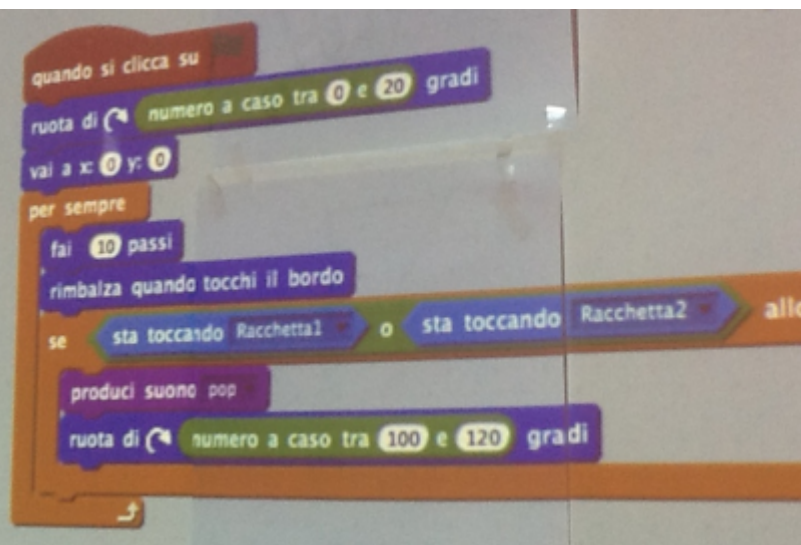 quando si clicca su
ruota di numero a caso tra 0 e 20 gradi
vai a x: 0 y: 0
per sempre
fai 10 passi
rimbalza quando tocchi il bordo
se sta toccando Racchetta1 o sta toccando Racchetta2 allo
produci suono pop
ruota di numero a caso tra 100 e 120 gradi